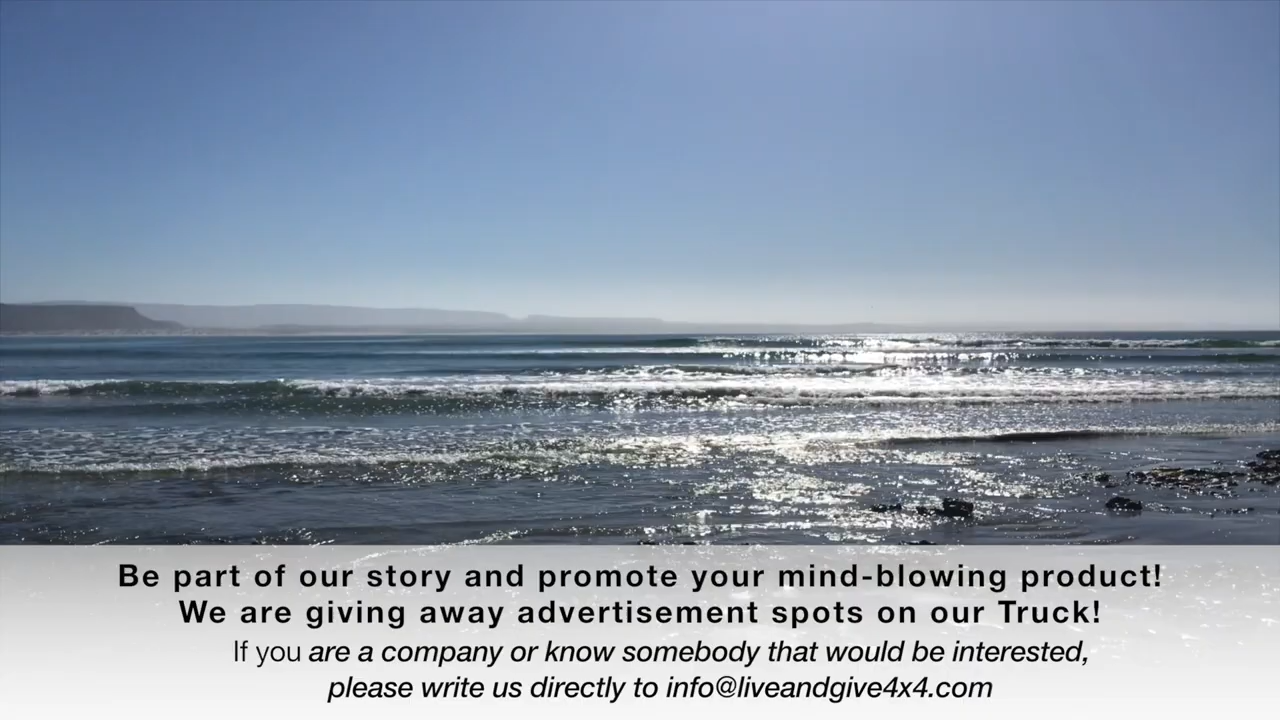 Be part of our story and promote your mind-blowing product!
We are giving away advertisement spots on our Truck!
If you are a company or know somebody that would be interested,
please write us directly to info@liveandgive4x4.com